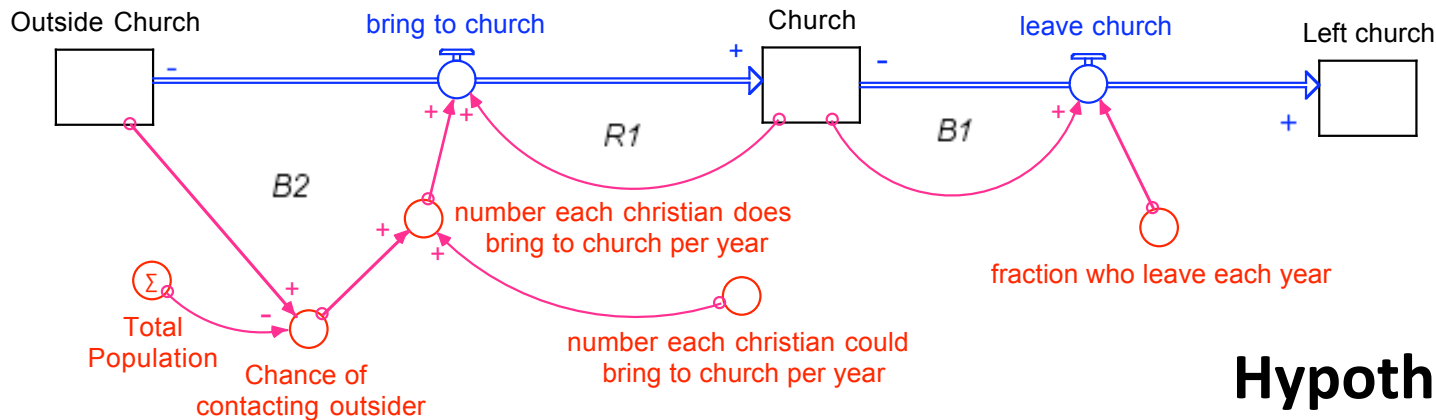 Outside Church
bring to church
Church
leave church
Left church
-
+
-
+
+
+
R1
+
B1
B2
number each christian does
bring to church per year
+
+
fraction who leave each year
Σ
+
-
Total
Population
Chance of
contacting outsider
number each christian could
bring to church per year
Hypoth